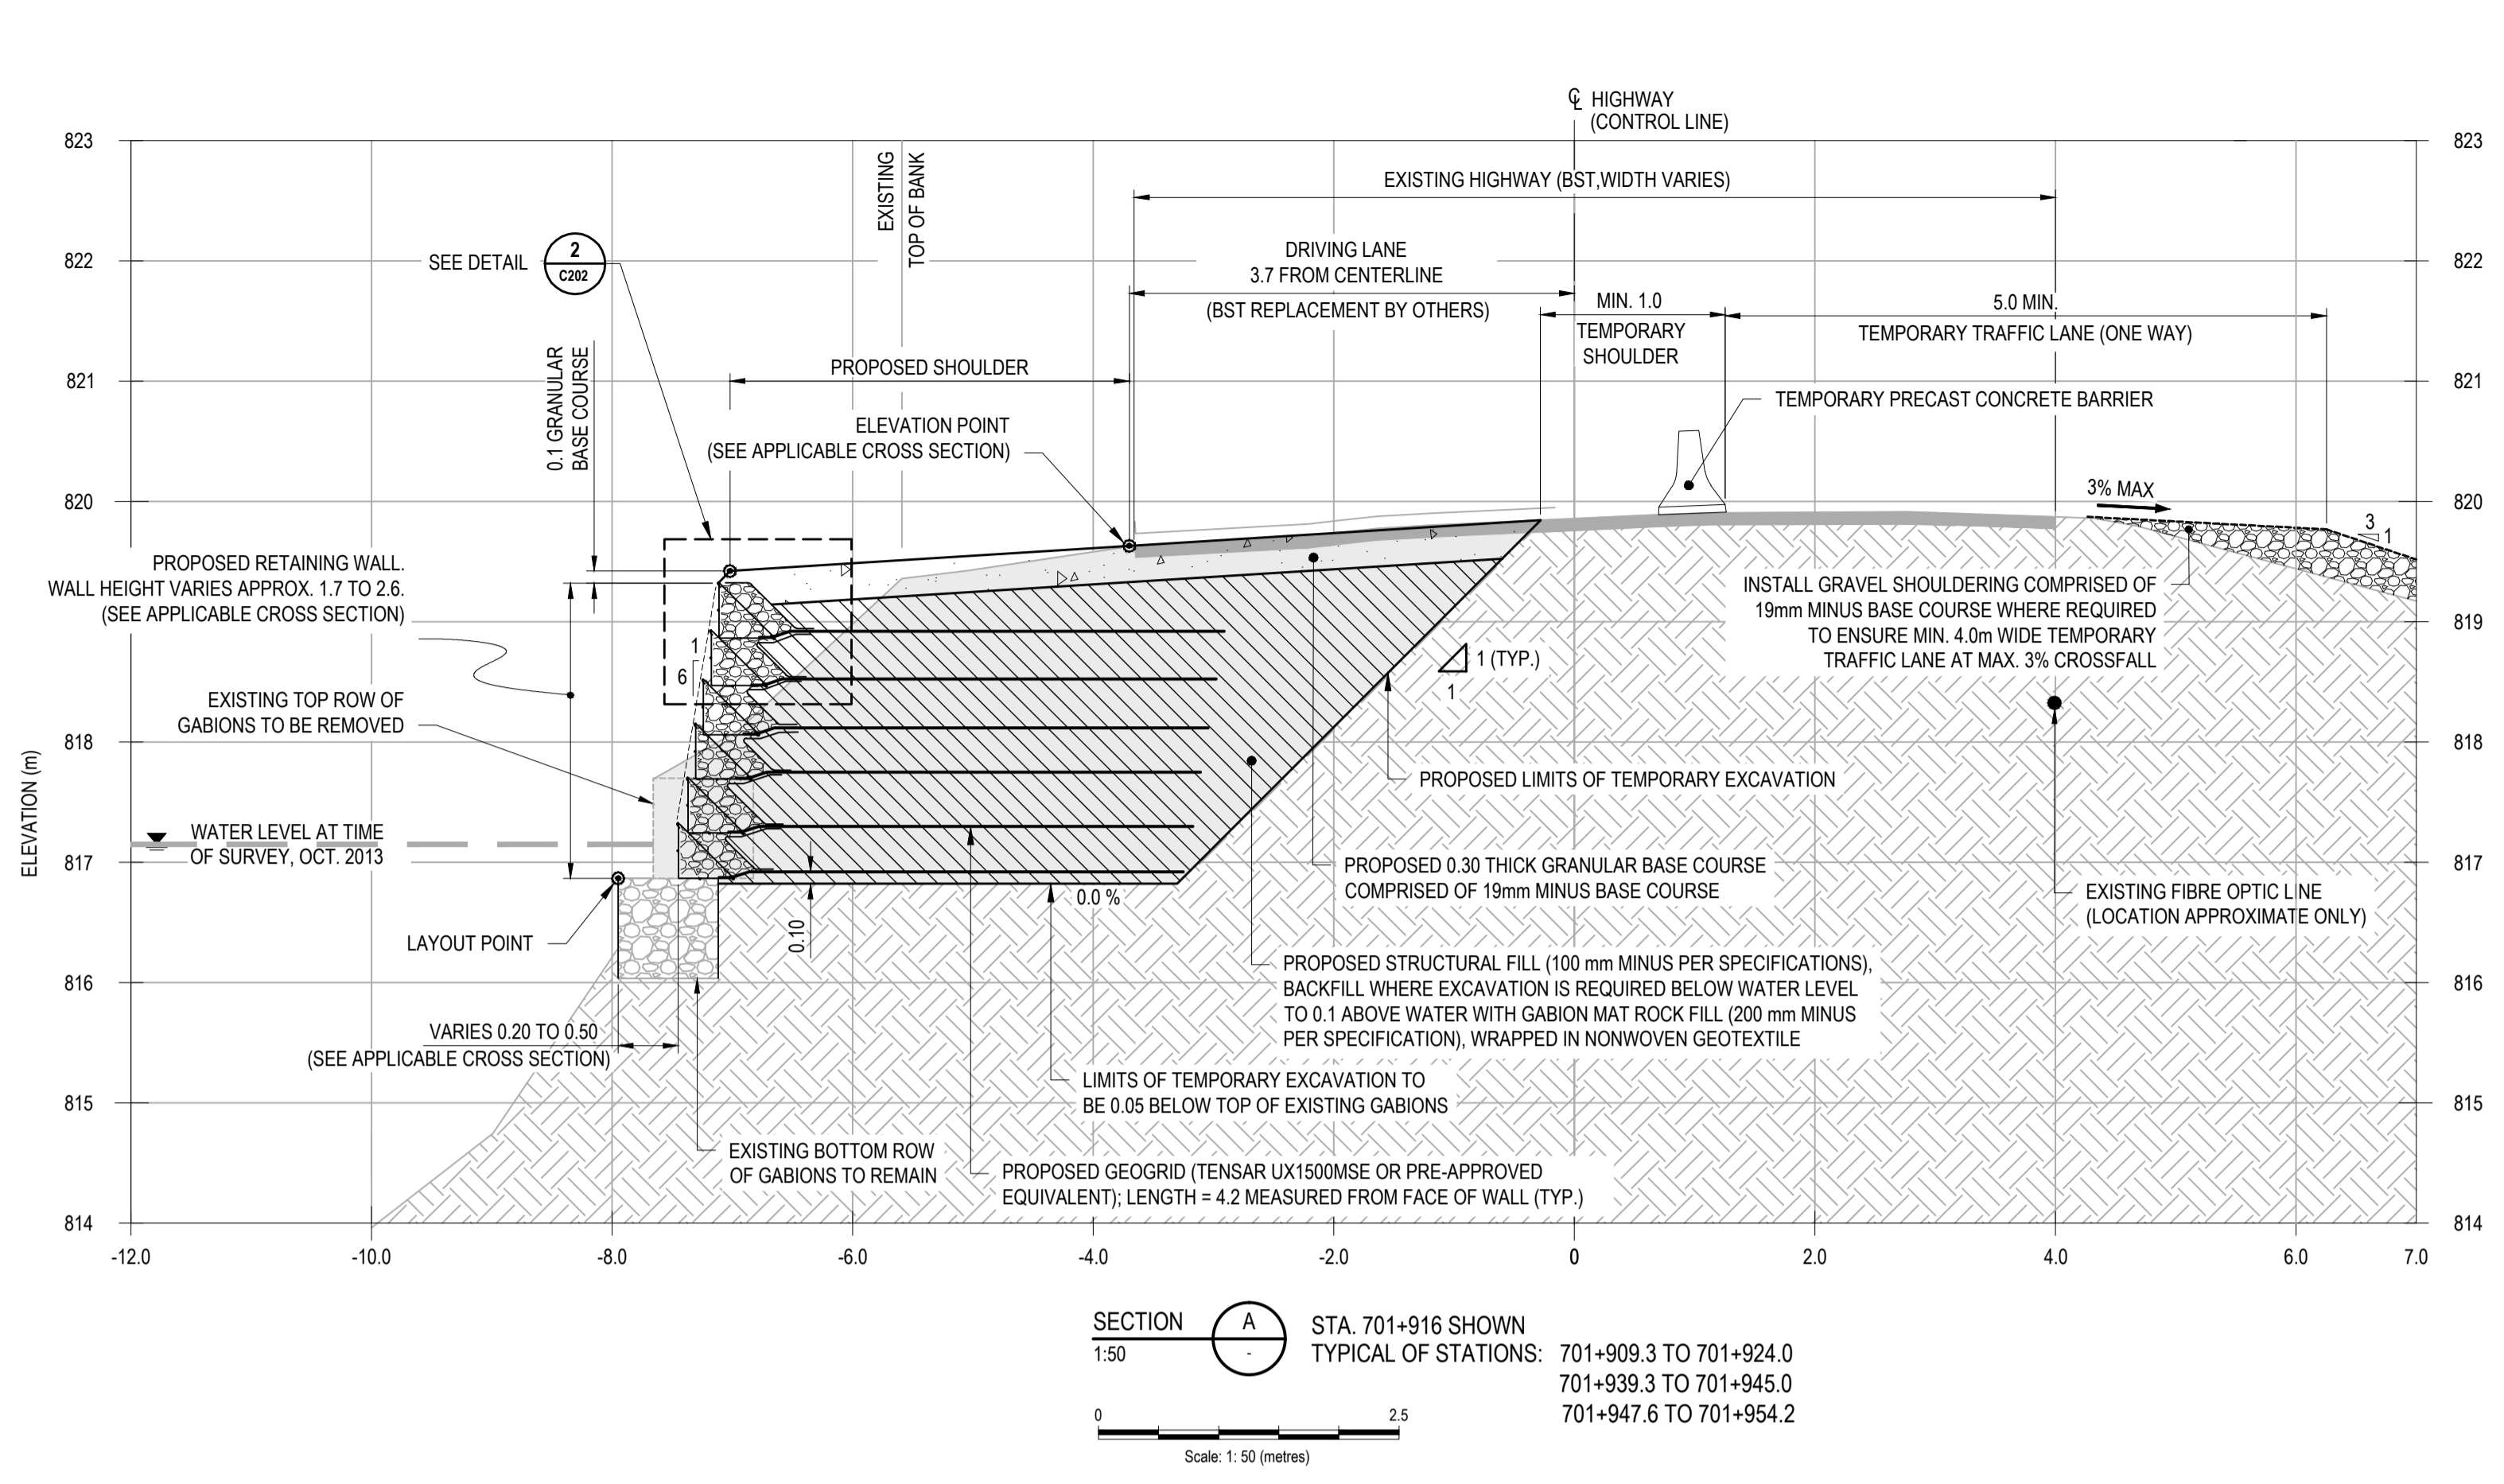 ℄ HIGHWAY
(CONTROL LINE)
823
823
EXISTING
TOP OF BANK
EXISTING HIGHWAY (BST,WIDTH VARIES)
SEE DETAIL
2
C202
822
822
DRIVING LANE
3.7 FROM CENTERLINE
(BST REPLACEMENT BY OTHERS)
MIN. 1.0
TEMPORARY
SHOULDER
5.0 MIN.
TEMPORARY TRAFFIC LANE (ONE WAY)
0.1 GRANULAR
BASE COURSE
PROPOSED SHOULDER
821
821
TEMPORARY PRECAST CONCRETE BARRIER
ELEVATION POINT
(SEE APPLICABLE CROSS SECTION)
820
820
3% MAX
3
1
PROPOSED RETAINING WALL.
WALL HEIGHT VARIES APPROX. 1.7 TO 2.6.
(SEE APPLICABLE CROSS SECTION)
INSTALL GRAVEL SHOULDERING COMPRISED OF
19mm MINUS BASE COURSE WHERE REQUIRED
TO ENSURE MIN. 4.0m WIDE TEMPORARY
TRAFFIC LANE AT MAX. 3% CROSSFALL
819
819
1
6
1 (TYP.)
1
EXISTING TOP ROW OF
GABIONS TO BE REMOVED
818
818
PROPOSED LIMITS OF TEMPORARY EXCAVATION
ELEVATION (m)
WATER LEVEL AT TIME
OF SURVEY, OCT. 2013
817
817
PROPOSED 0.30 THICK GRANULAR BASE COURSE
COMPRISED OF 19mm MINUS BASE COURSE
0.0 %
0.10
EXISTING FIBRE OPTIC LINE
(LOCATION APPROXIMATE ONLY)
LAYOUT POINT
816
816
PROPOSED STRUCTURAL FILL (100 mm MINUS PER SPECIFICATIONS),
BACKFILL WHERE EXCAVATION IS REQUIRED BELOW WATER LEVEL
TO 0.1 ABOVE WATER WITH GABION MAT ROCK FILL (200 mm MINUS
PER SPECIFICATION), WRAPPED IN NONWOVEN GEOTEXTILE
VARIES 0.20 TO 0.50
(SEE APPLICABLE CROSS SECTION)
LIMITS OF TEMPORARY EXCAVATION TO
BE 0.05 BELOW TOP OF EXISTING GABIONS
815
815
EXISTING BOTTOM ROW
OF GABIONS TO REMAIN
PROPOSED GEOGRID (TENSAR UX1500MSE OR PRE-APPROVED
EQUIVALENT); LENGTH = 4.2 MEASURED FROM FACE OF WALL (TYP.)
814
814
-12.0
-10.0
-8.0
-6.0
-4.0
-2.0
0
2.0
4.0
6.0
7.0
SECTION
1:50
A
-
STA. 701+916 SHOWN
TYPICAL OF STATIONS: 701+909.3 TO 701+924.0
701+939.3 TO 701+945.0
701+947.6 TO 701+954.2
0
2.5
Scale: 1: 50 (metres)